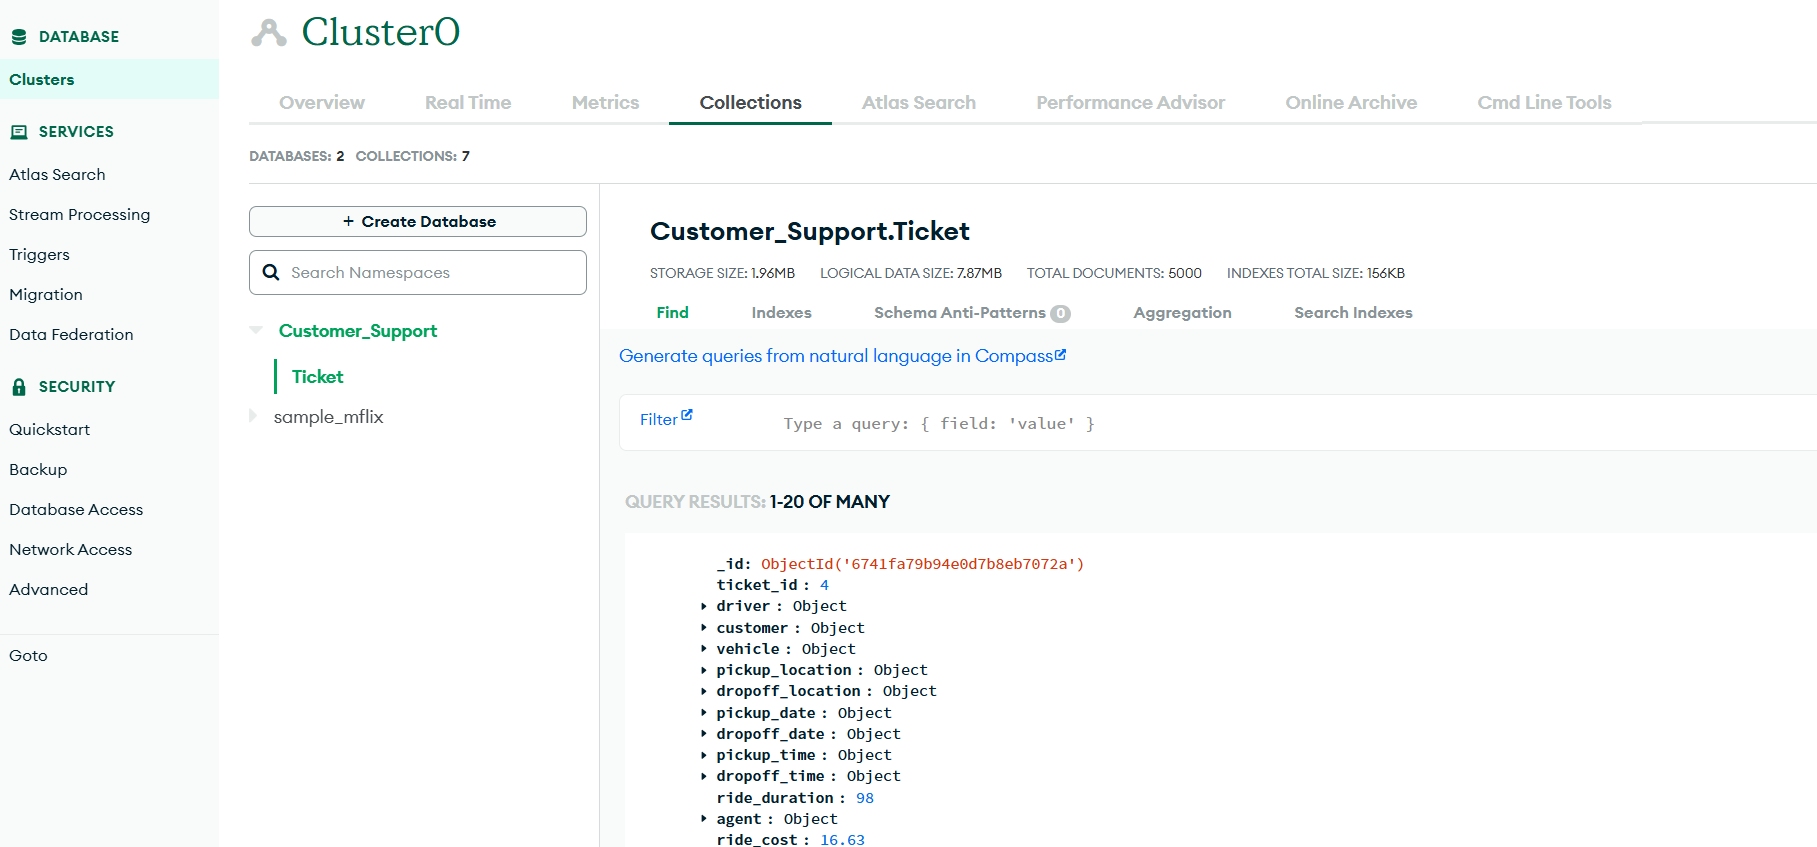 DATABASE
Clusters
SERVICES
Atlas Search
Stream Processing
Triggers
Migration
Data Federation
SECURITY
Quickstart
Backup
Database Access
Network Access
Advanced
Goto
Cluster0
Overview Real Time Metrics Collections Atlas Search Performance Advisor Online Archive Cmd Line Tools
DATABASES: 2 COLLECTIONS: 7
+ Create Database
Search Namespaces
Customer_Support
Ticket
sample_mflix
Customer_Support.Ticket
STORAGE SIZE: 1.96MB LOGICAL DATA SIZE: 7.87MB TOTAL DOCUMENTS: 5000 INDEXES TOTAL SIZE: 156KB
Find Indexes Schema Anti-Patterns 0 Aggregation Search Indexes
Generate queries from natural language in Compass
Filter Type a query: { field: 'value' }
QUERY RESULTS: 1-20 OF MANY
_id: ObjectId('6741fa79b94e0d7b8eb7072a')
ticket_id : 4
driver : Object
customer : Object
vehicle : Object
pickup_location : Object
dropoff_location : Object
pickup_date : Object
dropoff_date : Object
pickup_time : Object
dropoff_time : Object
ride_duration : 98
agent : Object
ride_cost : 16.63